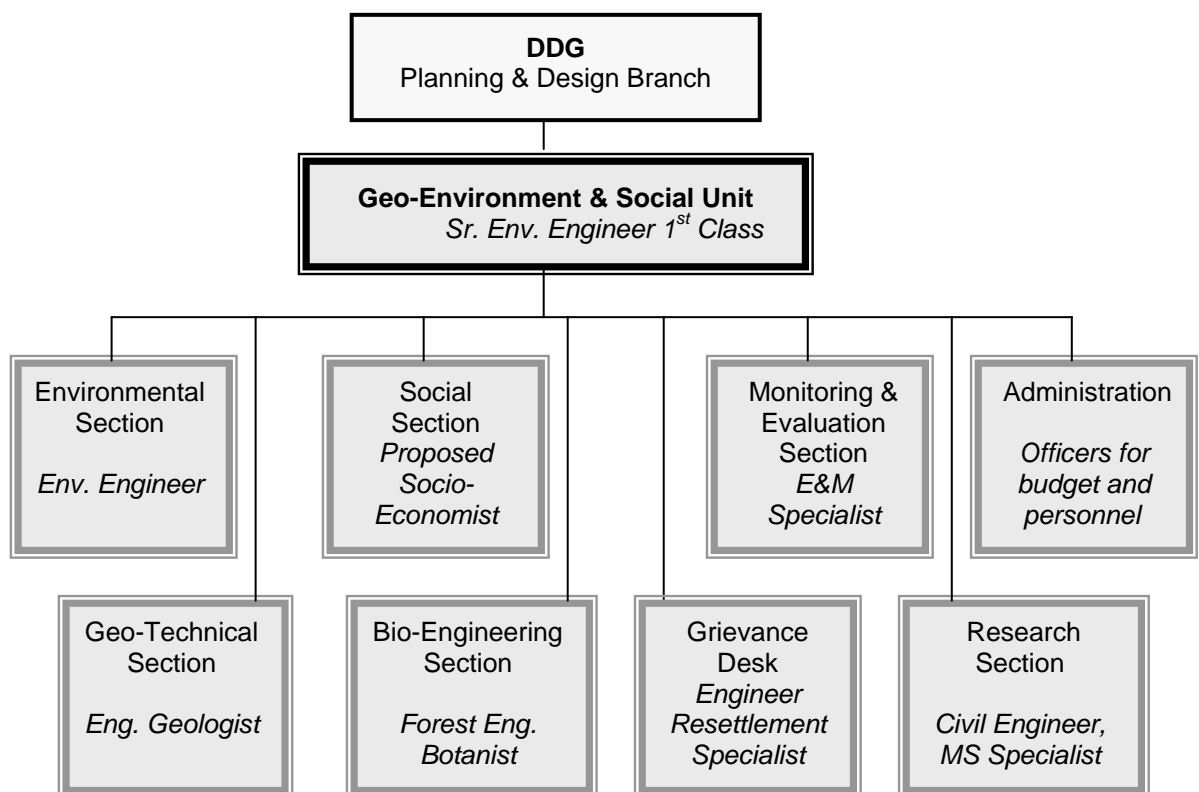 DDG
Planning & Design Branch
Geo-Environment & Social Unit
Sr. Env. Engineer 1st Class
Environmental
Section
Env. Engineer
Social
Section
Proposed
Socio-
Economist
Monitoring &
Evaluation
Section
E&M
Specialist
Administration
Officers for
budget and
personnel
Geo-Technical
Section
Eng. Geologist
Bio-Engineering
Section
Forest Eng.
Botanist
Grievance
Desk
Engineer
Resettlement
Specialist
Research
Section
Civil Engineer,
MS Specialist